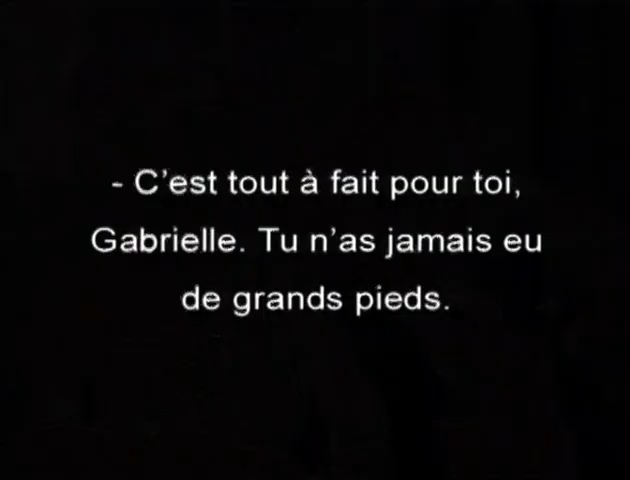 - C'est tout à fait pour toi,
Gabrielle. Tu n'as jamais eu
de grands pieds.